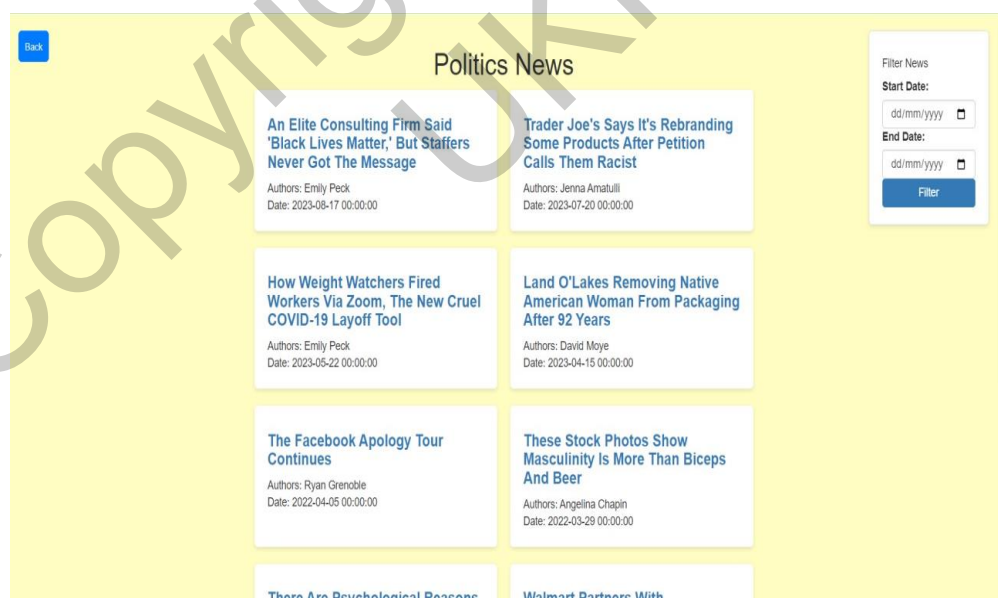 Back
Politics News
An Elite Consulting Firm Said
'Black Lives Matter,' But Staffers
Never Got The Message
Authors: Emily Peck
Date: 2023-08-17 00:00:00
Trader Joe's Says It's Rebranding
Some Products After Petition
Calls Them Racist
Authors: Jenna Amatulli
Date: 2023-07-20 00:00:00
How Weight Watchers Fired
Workers Via Zoom, The New Cruel
COVID-19 Layoff Tool
Authors: Emily Peck
Date: 2023-05-22 00:00:00
Land O'Lakes Removing Native
American Woman From Packaging
After 92 Years
Authors: David Moye
Date: 2023-04-15 00:00:00
The Facebook Apology Tour
Continues
Authors: Ryan Grenoble
Date: 2022-04-05 00:00:00
These Stock Photos Show
Masculinity Is More Than Biceps
And Beer
Authors: Angelina Chapin
Date: 2022-03-29 00:00:00
There Are Psychological Reasons
Walmart Partners With
Filter News
Start Date:
dd/mm/yyyy
End Date:
dd/mm/yyyy
Filter